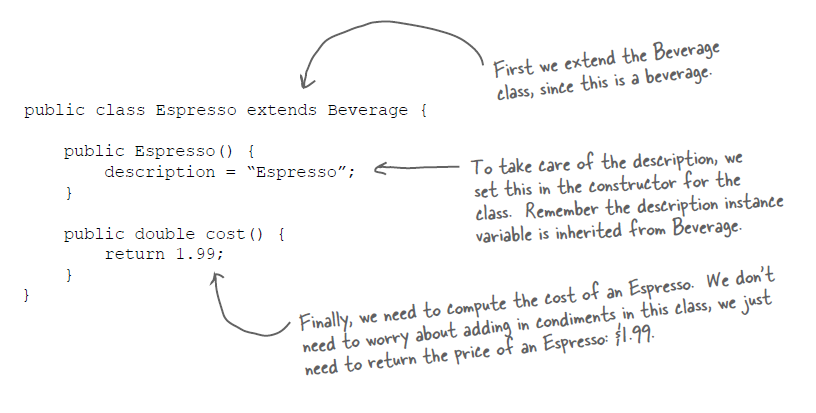 First we extend the Beverage
class, since this is a beverage.
public class Espresso extends Beverage {
public Espresso() {
description = “Espresso”;
}
To take care of the description, we
set this in the constructor for the
class. Remember the description instance
variable is inherited from Beverage.
public double cost() {
return 1.99;
}
}
Finally, we need to compute the cost of an Espresso. We don't
need to worry about adding in condiments in this class, we just
need to return the price of an Espresso: $1.99.